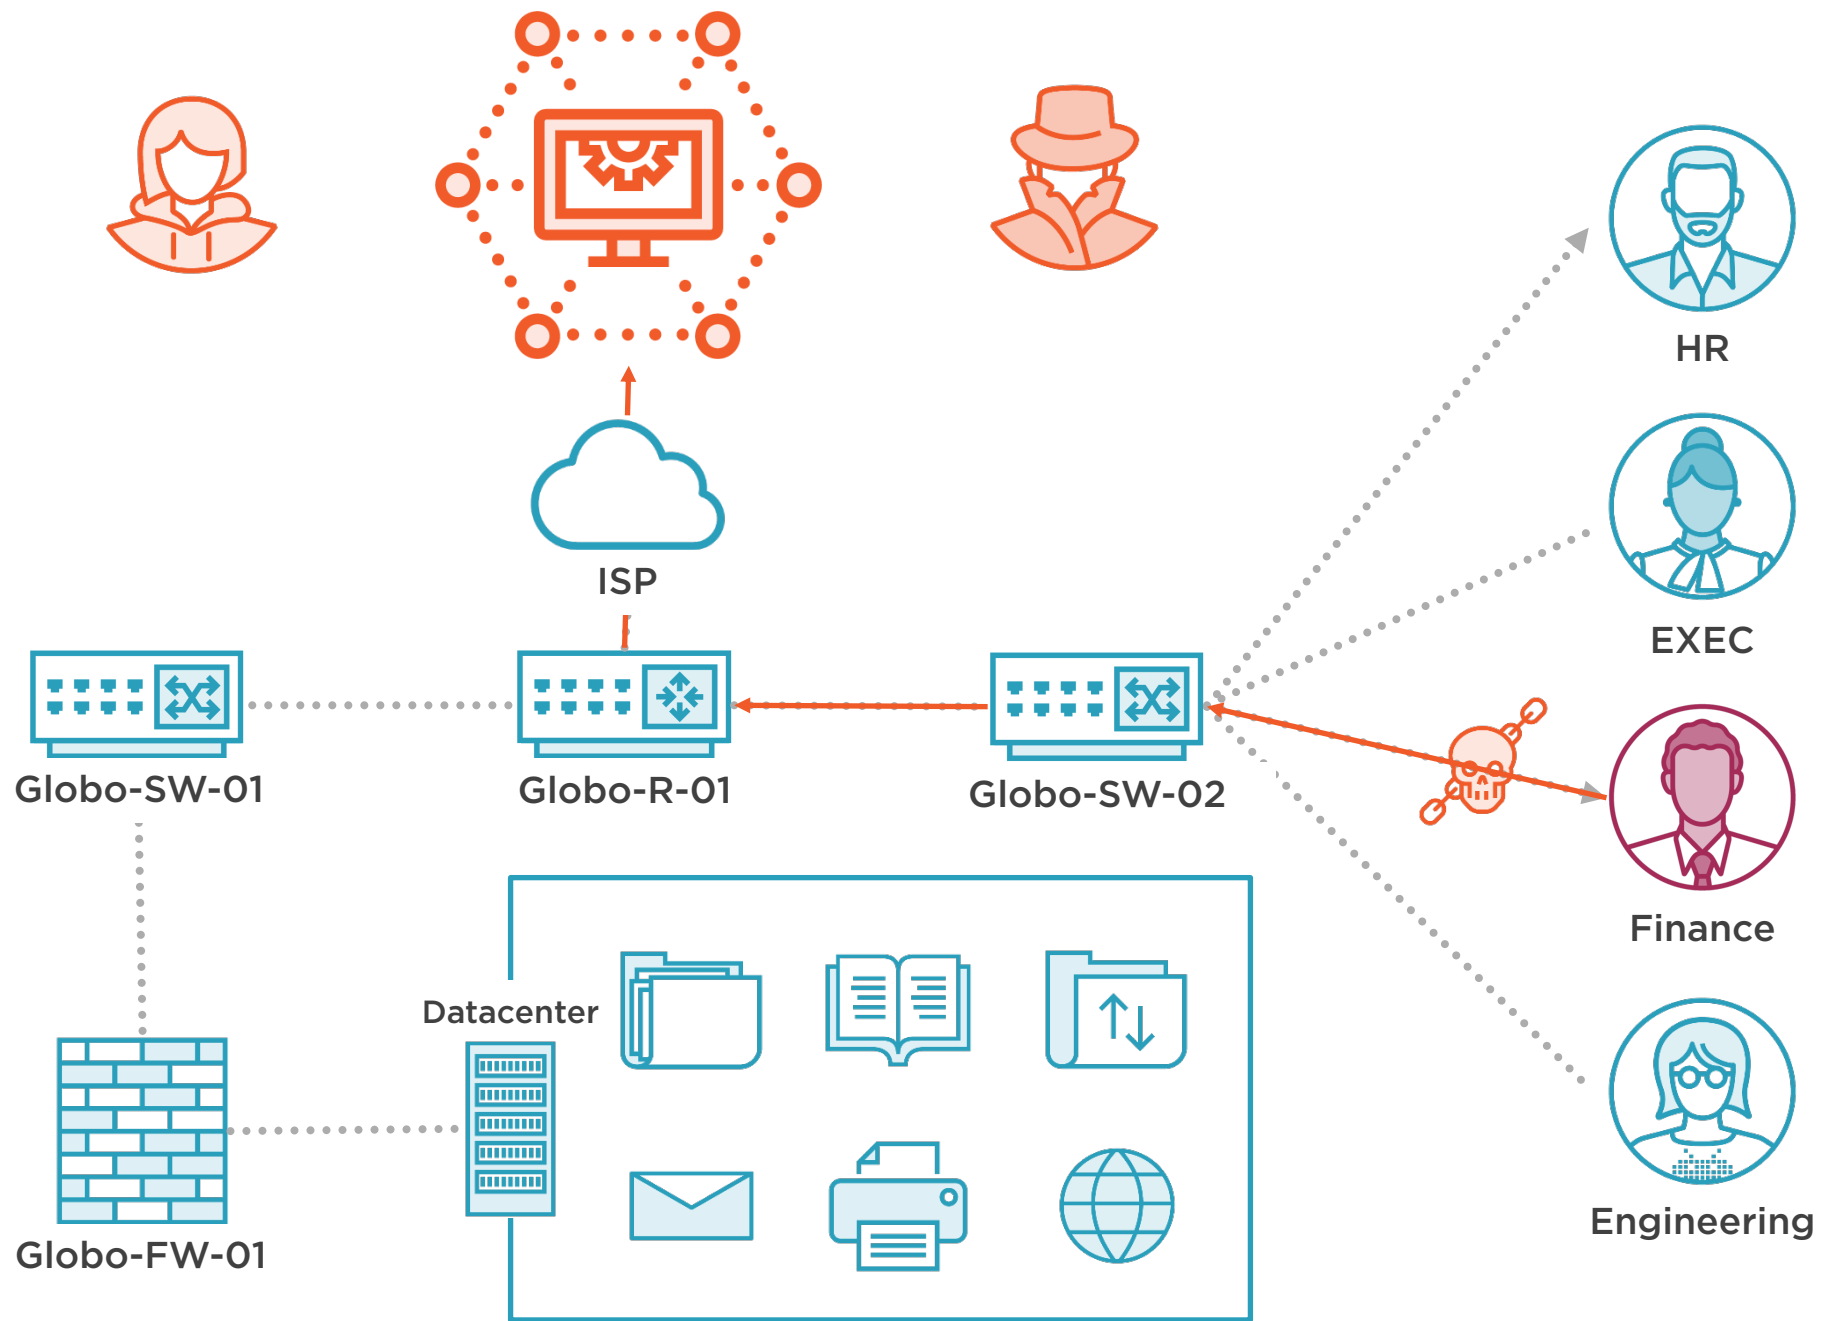 HR
ISP
EXEC
Globo-SW-01
Globo-R-01
Globo-SW-02
Finance
Datacenter
Globo-FW-01
Engineering